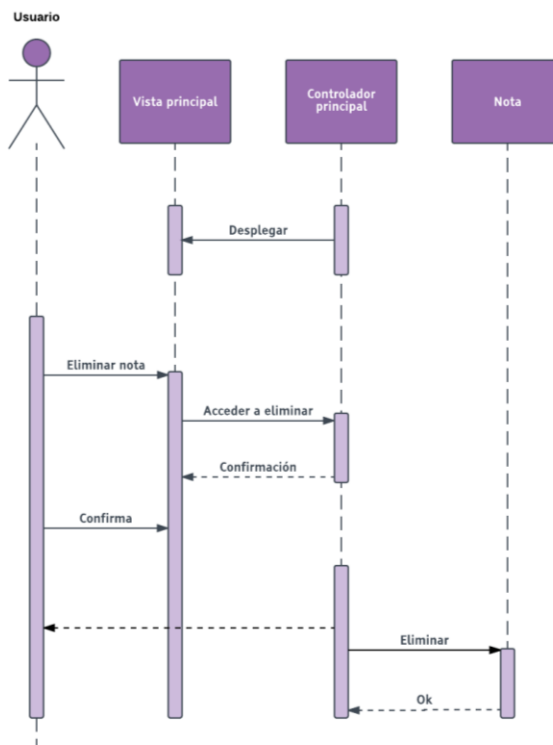 Usuario
Vista principal
Controlador
principal
Nota
Desplegar
Eliminar nota
Acceder a eliminar
Confirmación
Confirma
Eliminar
Ok